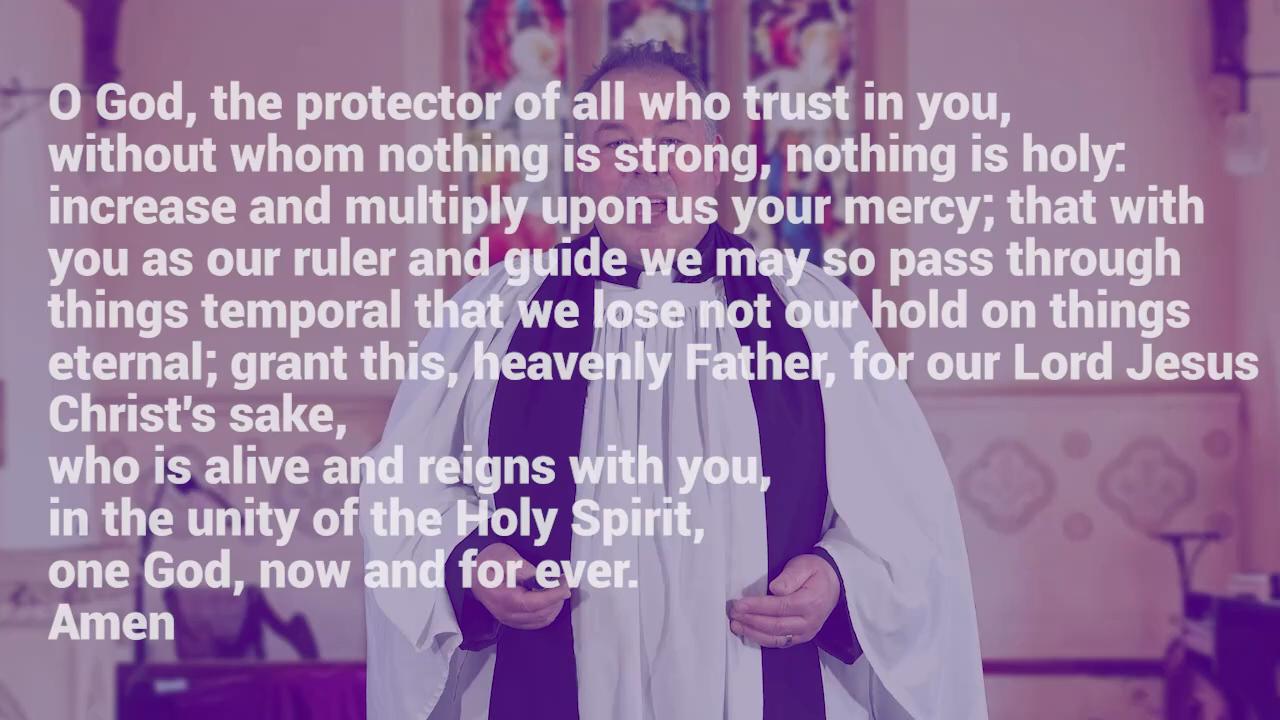 O God, the protector of all who trust in you,
without whom nothing is strong, nothing is holy:
increase and multiply upon us your mercy; that with
you as our ruler and guide we may so pass through
things temporal that we lose not our hold on things
eternal; grant this, heavenly Father, for our Lord Jesus
Christ's sake,
who is alive and reigns with you,
in the unity of the Holy Spirit,
one God, now and for ever.
Amen